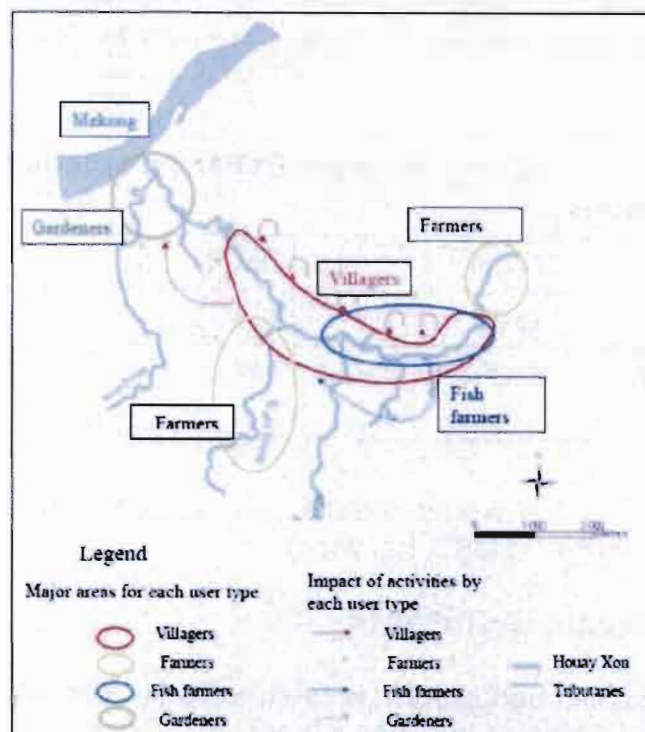 Mekong
Gardeners
Farmers
Villagers
Farmers
Fish
farmers
Legend
Major areas for each user type
Villagers
Farmers
Fish farmers
Gardeners
Impact of activities by
each user type
Villagers
Farmers
Fish farmers
Gardeners
Houay Xon
Tributaries